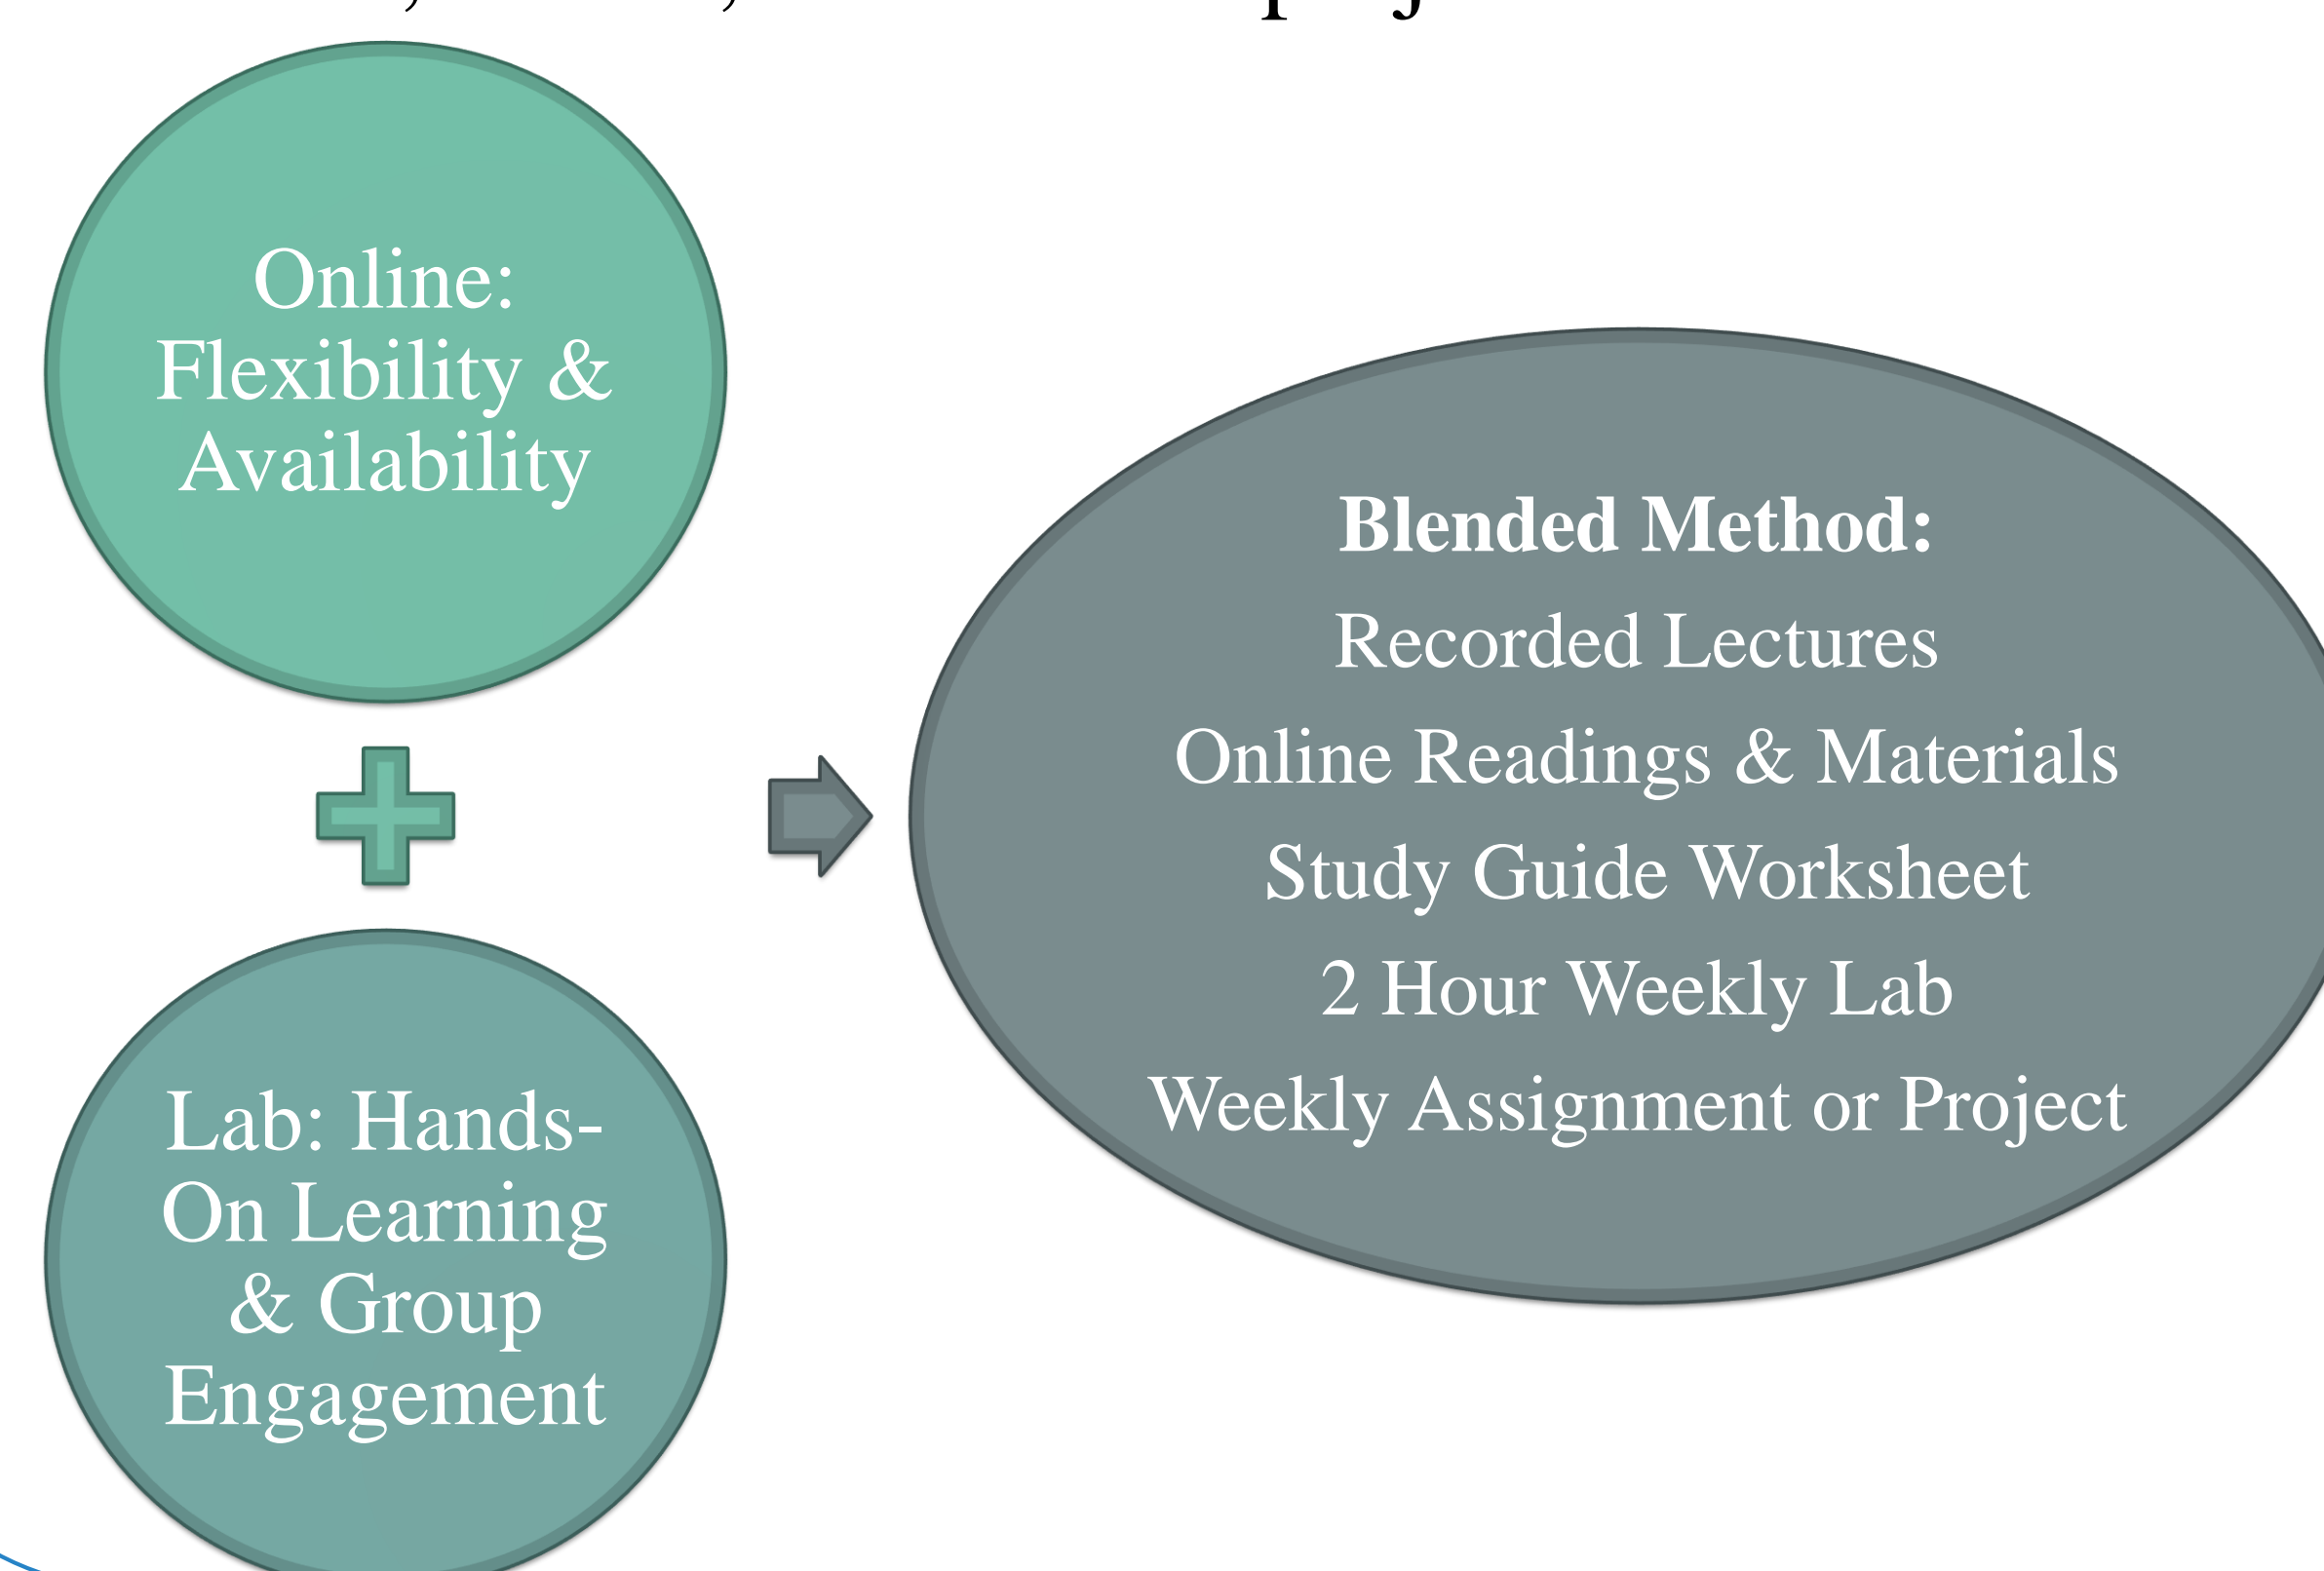 Online:
Flexibility &
Availability
Lab: Hands-
On Learning
& Group
Engagement
Blended Method:
Recorded Lectures
Online Readings & Materials
Study Guide Worksheet
2 Hour Weekly Lab
Weekly Assignment or Project